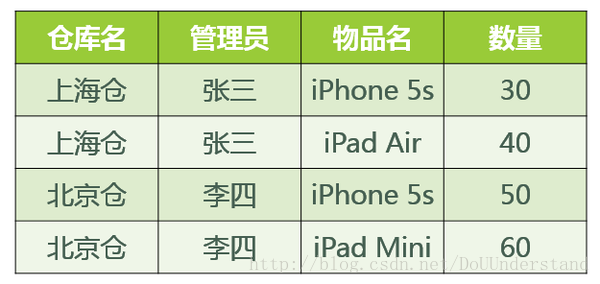 仓库名 管理员 物品名 数量
上海仓 张三 iPhone 5s 30
上海仓 张三 iPad Air 40
北京仓 李四 iPhone 5s 50
北京仓 李四 iPad Mini 60
http://blog.csdn.net/DoUUnderstand